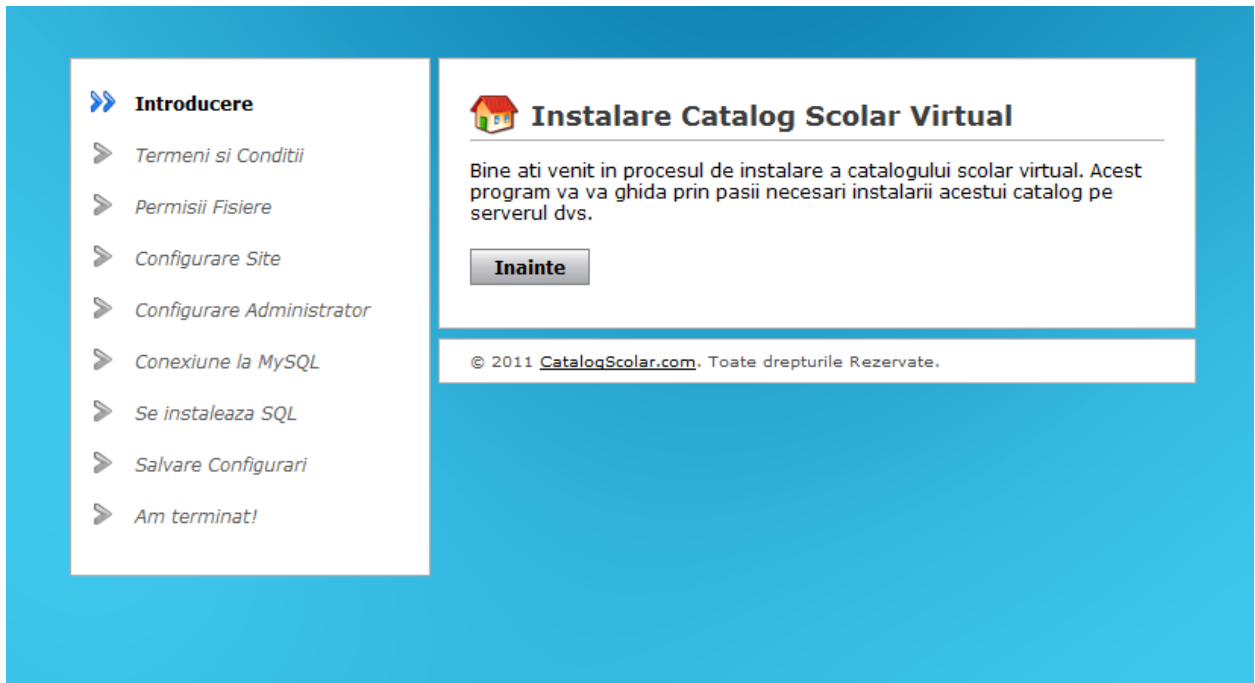 Introducere
Termeni si Conditii
Permisii Fisiere
Configurare Site
Configurare Administrator
Conexiune la MySQL
Se instaleaza SQL
Salvare Configurari
Am terminat!
Instalare Catalog Scolar Virtual
Bine ati venit in procesul de instalare a catalogului scolar virtual. Acest
program va va ghida prin pasii necesari instalarii acestui catalog pe
serverul dvs.
Inainte
© 2011 CatalogScolar.com. Toate drepturile Rezervate.